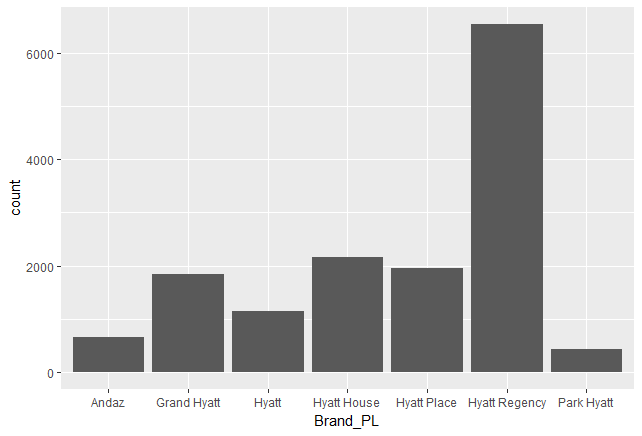 6000
4000
2000
0
count
Andaz Grand Hyatt Hyatt Hyatt House Hyatt Place Hyatt Regency Park Hyatt
Brand_PL